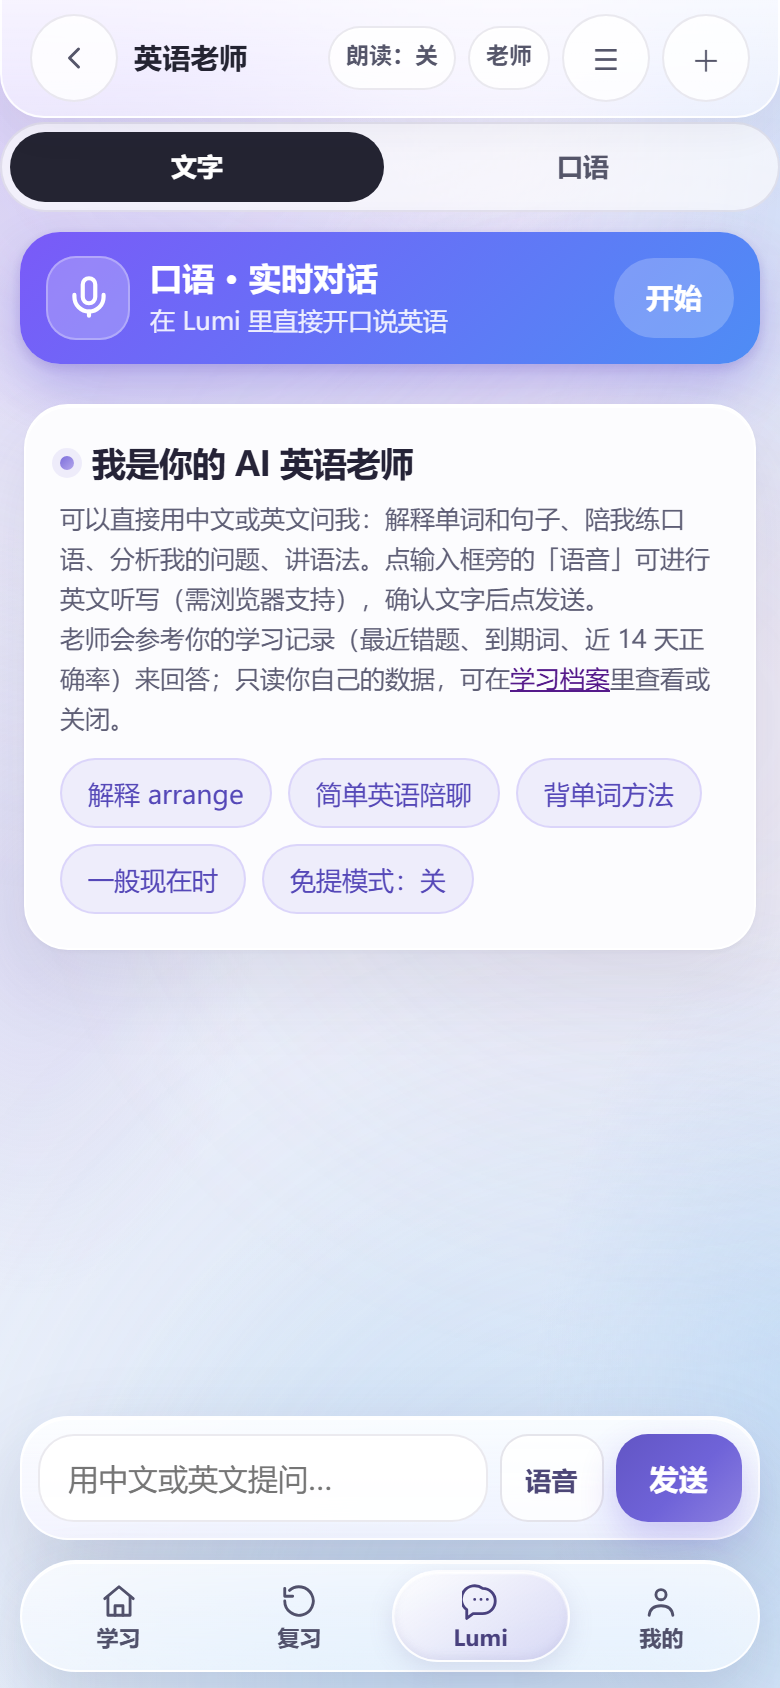 英语老师
朗读：关
老师
文字
口语
口语・实时对话
在 Lumi 里直接开口说英语
开始
我是你的 AI 英语老师
可以直接用中文或英文问我：解释单词和句子、陪我练口
语、分析我的问题、讲语法。点输入框旁的「语音」可进行
英文听写（需浏览器支持），确认文字后点发送。
老师会参考你的学习记录（最近错题、到期词、近 14 天正
确率）来回答；只读你自己的数据，可在学习档案里查看或
关闭。
解释 arrange
简单英语陪聊
背单词方法
一般现在时
免提模式：关
用中文或英文提问...
语音
发送
学习
复习
Lumi
我的